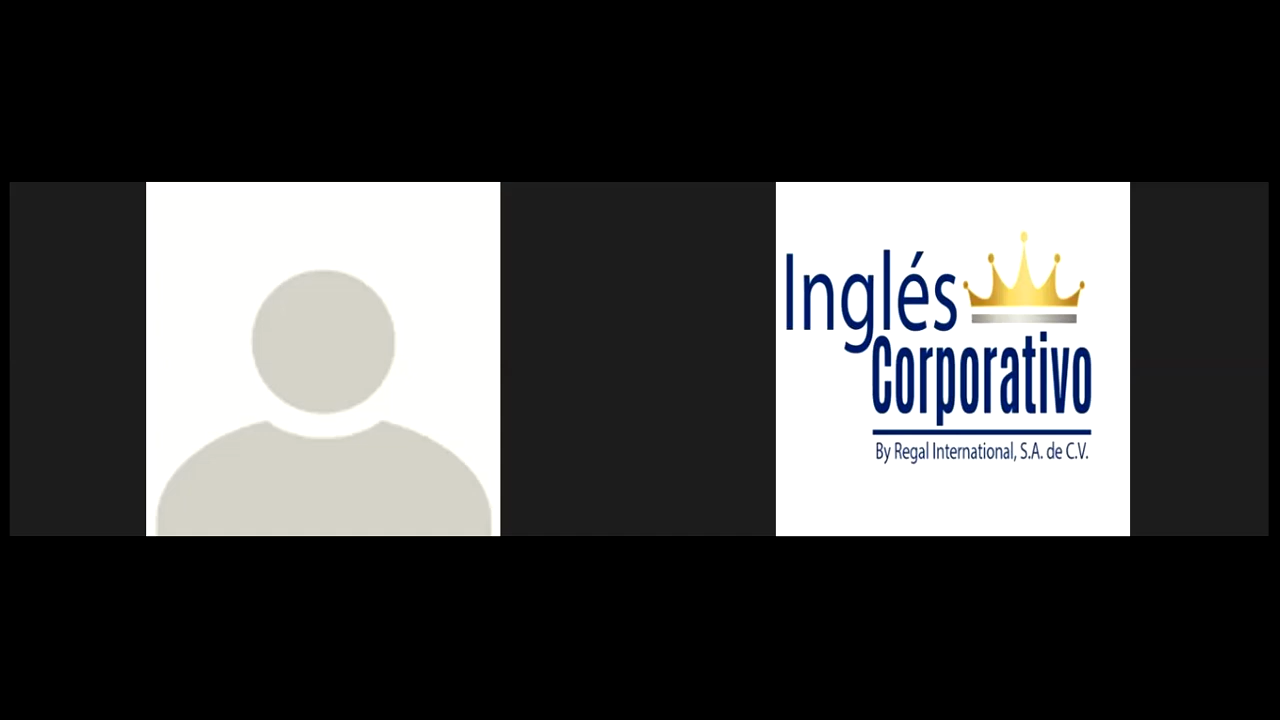 Inglés
Corporativo
By Regal International, S.A. de C.V.